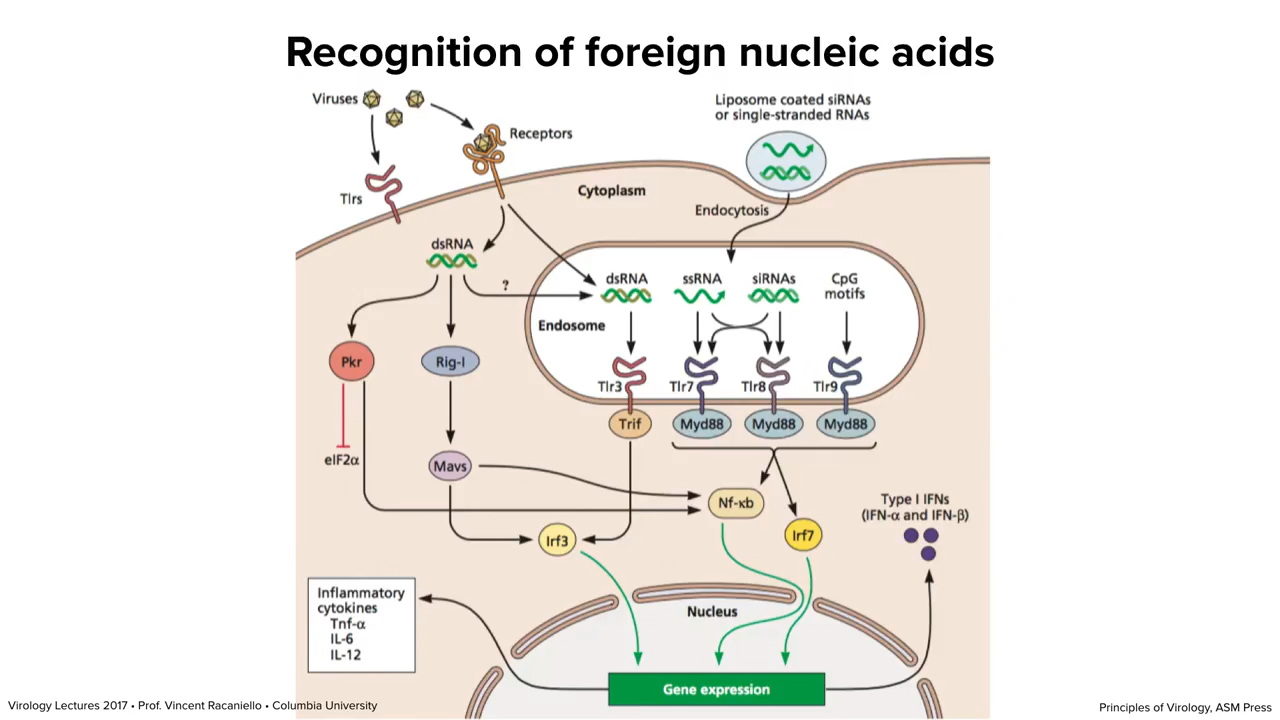 Recognition of foreign nucleic acids
Viruses
Receptors
Liposome coated siRNAs
or single-stranded RNAs
Tlrs
Cytoplasm
Endocytosis
dsRNA
?
dsRNA
ssRNA
siRNAs
CpG
motifs
Endosome
Pkr
Rig-I
Tlr3
Tlr7
Tlr8
Tlr9
Trif
Myd88
Myd88
Myd88
eIF2α
Mavs
Nf-κb
Irf3
Irf7
Type I IFNs
(IFN-α and IFN-β)
Inflammatory
cytokines
Tnf-α
IL-6
IL-12
Nucleus
Gene expression
Virology Lectures 2017 • Prof. Vincent Racaniello • Columbia University
Principles of Virology, ASM Press